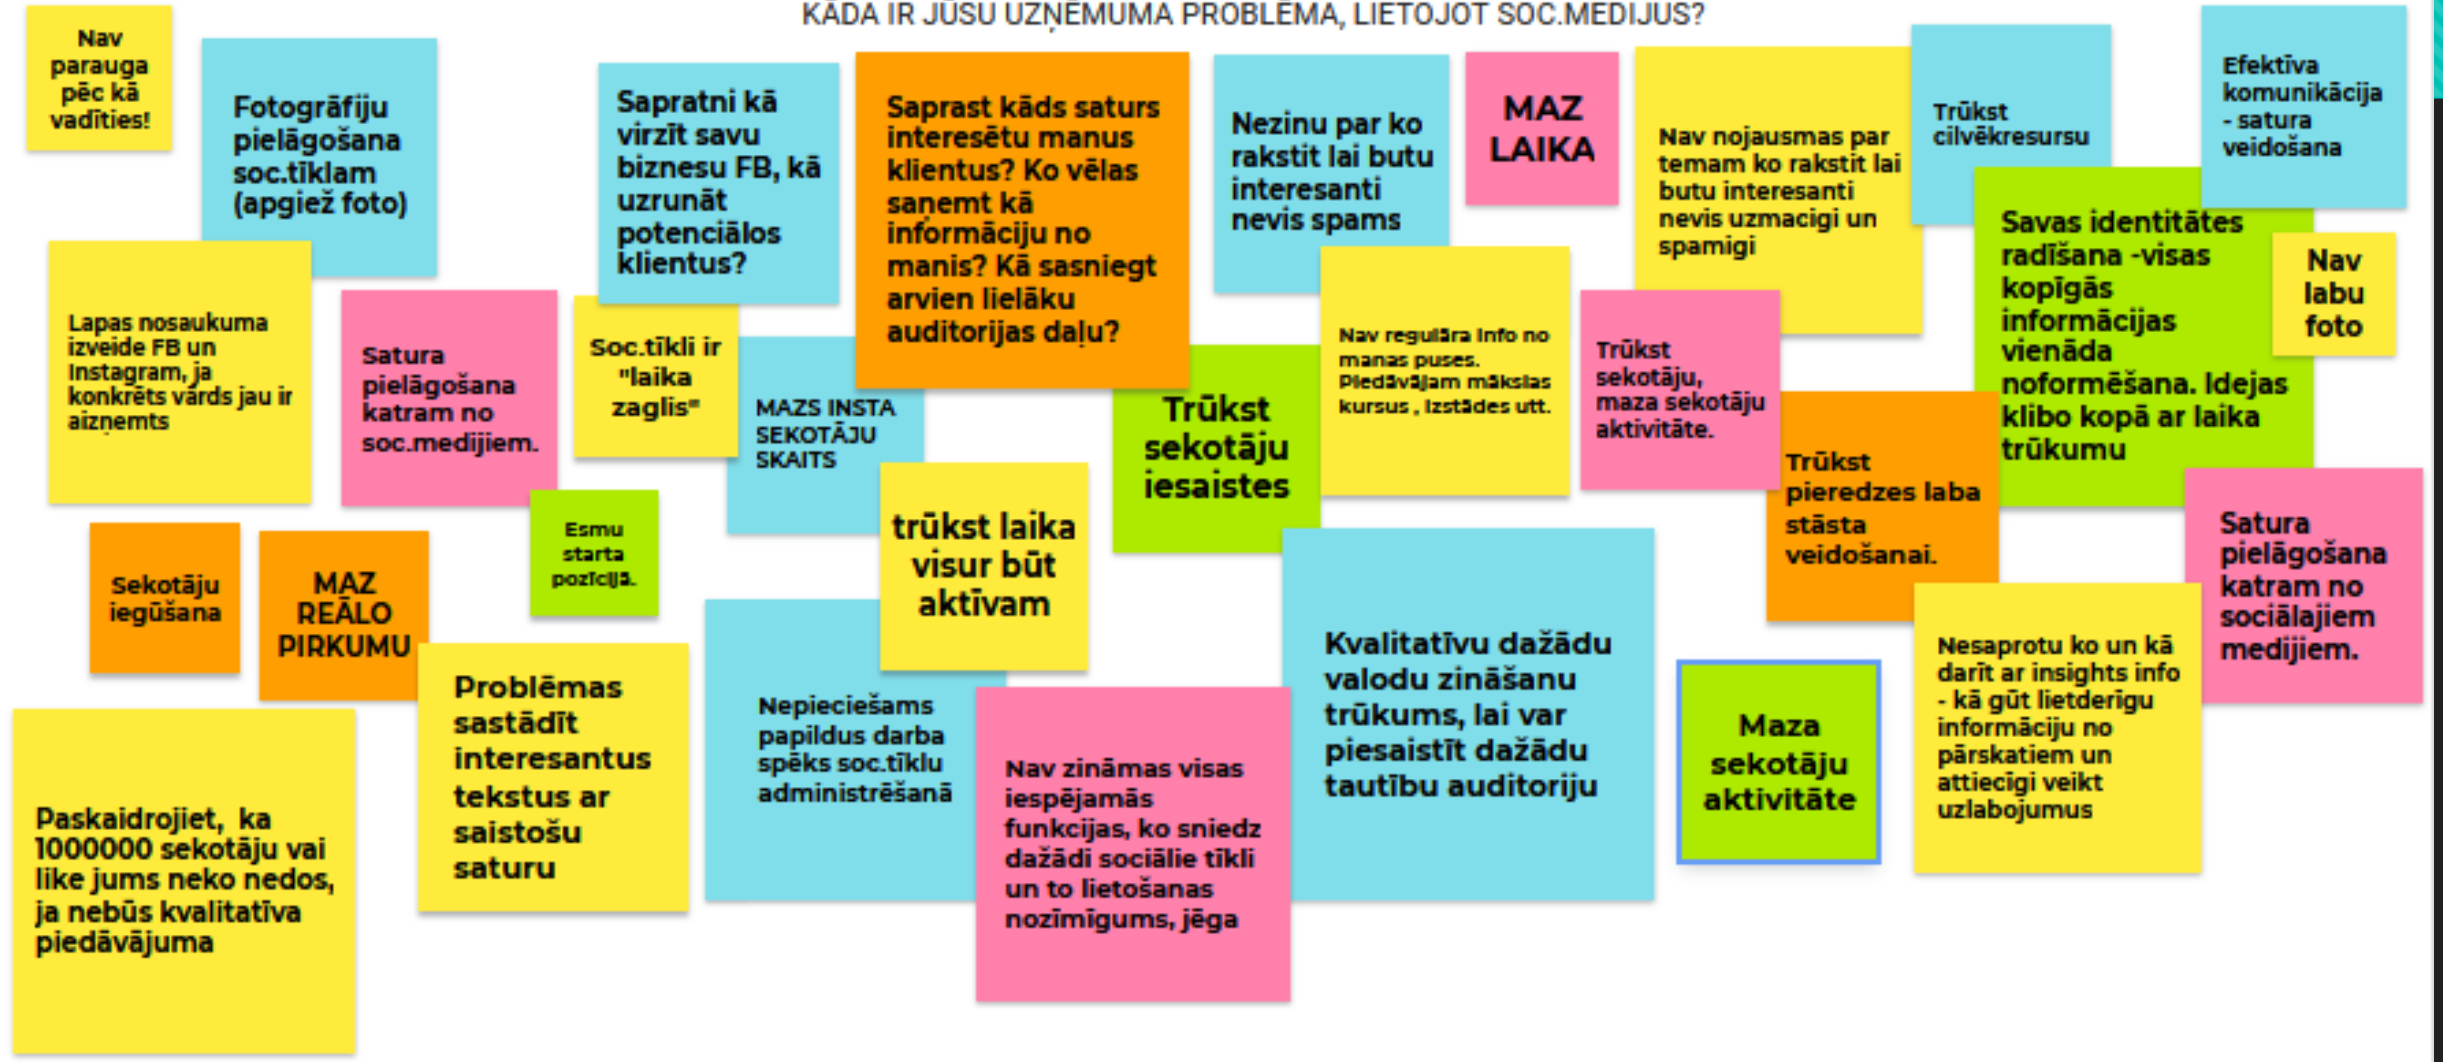 KĀDA IR JŪSU UZŅĒMUMA PROBLĒMA, LIETOJOT SOC.MEDIJUS?
Nav
parauga
pēc kā
vadīties!
Fotogrāfiju
pielāgošana
soc.tīklam
(apgiež foto)
Sapratni kā
virzīt savu
biznesu FB, kā
uzrunāt
potenciālos
klientus?
Saprast kāds saturs
interesētu manus
klientus? Ko vēlas
saņemt kā
informāciju no
manis? Kā sasniegt
arvien lielāku
auditorijas daļu?
Nezinu par ko
rakstit lai butu
interesanti
nevis spams
MAZ
LAIKA
Nav nojausmas par
temam ko rakstit lai
butu interesanti
nevis uzmacigi un
spamigi
Trūkst
cilvēkresursu
Efektīva
komunikācija
- satura
veidošana
Savas identitātes
radīšana -visas
kopīgās
informācijas
vienāda
noformēšana. Idejas
klibo kopā ar laika
trūkumu
Nav
labu
foto
Lapas nosaukuma
izveide FB un
Instagram, ja
konkrēts vārds jau ir
aizņemts
Satura
pielāgošana
katram no
soc.medijiem.
Soc.tīkli ir
"laika
zaglis"
MAZS INSTA
SEKOTĀJU
SKAITS
Trūkst
sekotāju
iesaistes
Nav regulāra info no
manas puses.
Piedāvājam mākslas
kursus , izstādes utt.
Trūkst
sekotāju,
maza sekotāju
aktivitāte.
Trūkst
pieredzes laba
stāsta
veidošanai.
Satura
pielāgošana
katram no
sociālajiem
medijiem.
Sekotāju
iegūšana
MAZ
REĀLO
PIRKUMU
Esmu
starta
pozīcijā.
trūkst laika
visur būt
aktīvam
Problēmas
sastādīt
interesantus
tekstus ar
saistošu
saturu
Nepieciešams
papildus darba
spēks soc.tīklu
administrēšanā
Kvalitatīvu dažādu
valodu zināšanu
trūkums, lai var
piesaistīt dažādu
tautību auditoriju
Maza
sekotāju
aktivitāte
Nesaprotu ko un kā
darīt ar insights info
- kā gūt lietderīgu
informāciju no
pārskatiem un
attiecīgi veikt
uzlabojumus
Paskaidrojiet, ka
1000000 sekotāju vai
like jums neko nedos,
ja nebūs kvalitatīva
piedāvājuma
Nav zināmas visas
iespējamās
funkcijas, ko sniedz
dažādi sociālie tīkli
un to lietošanas
nozīmīgums, jēga